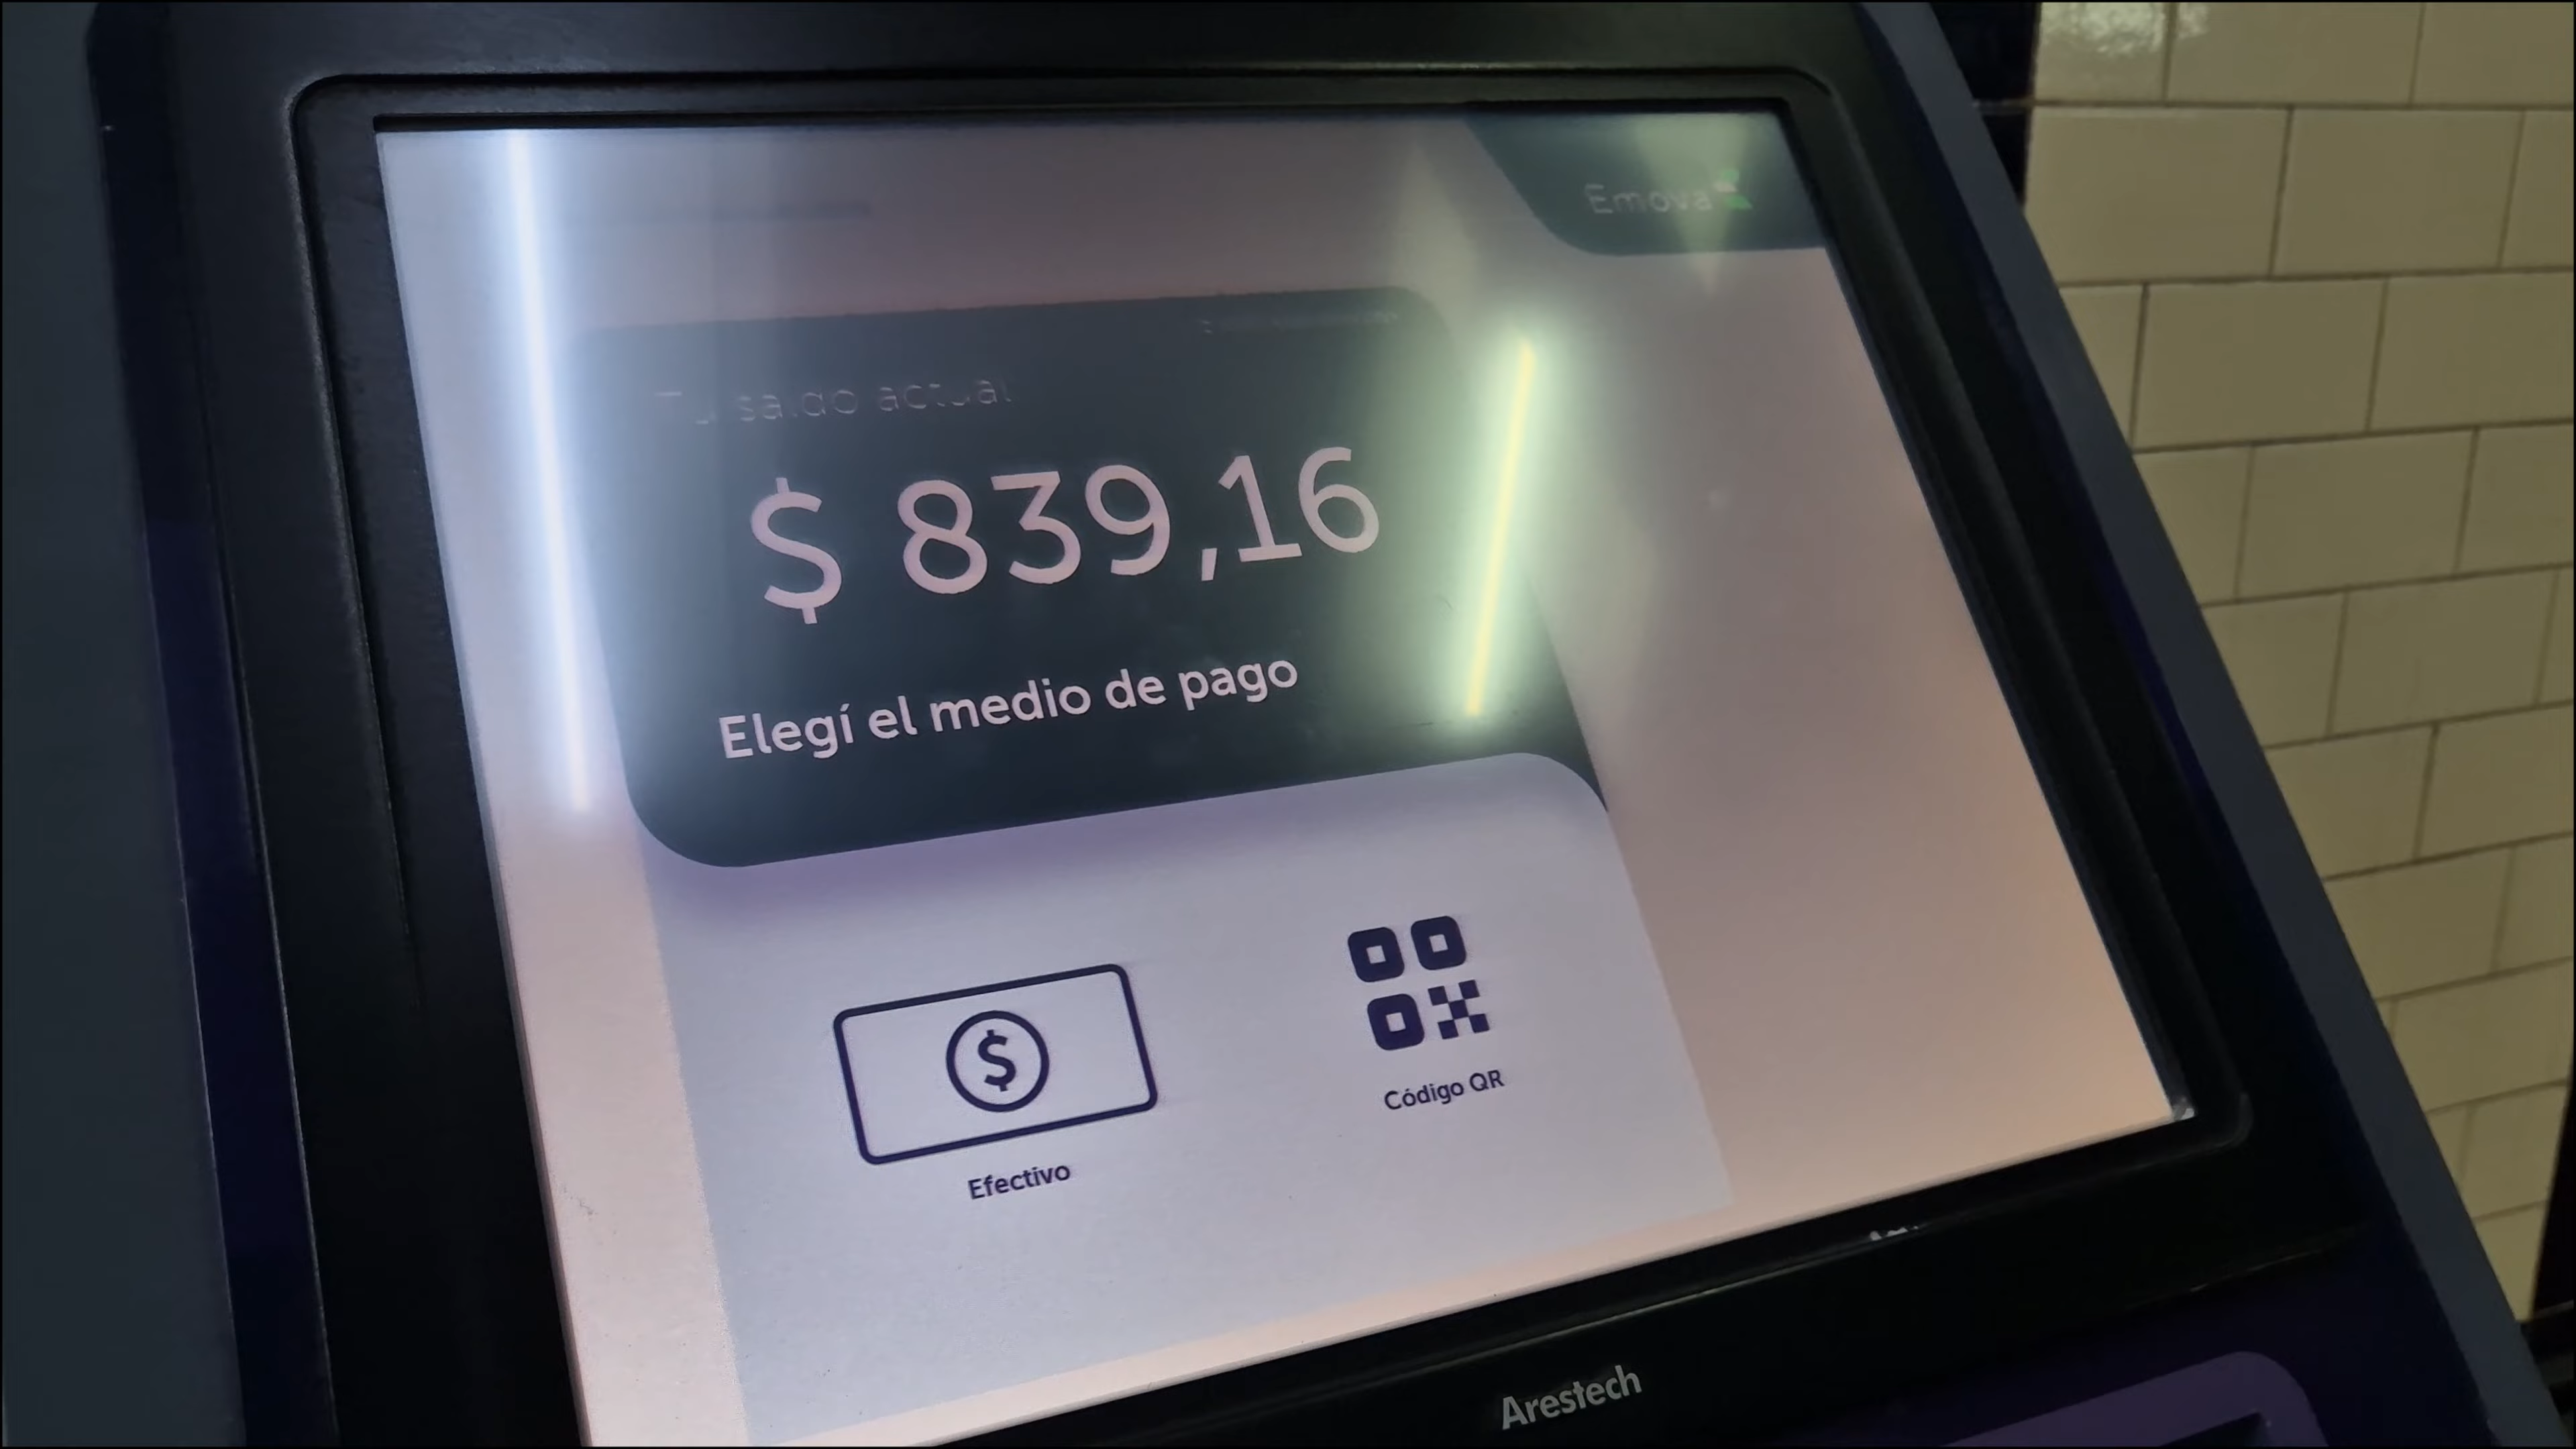 Emova
Tu saldo actual
$ 839,16
Elegí el medio de pago
$
Efectivo
Código QR
Arestech